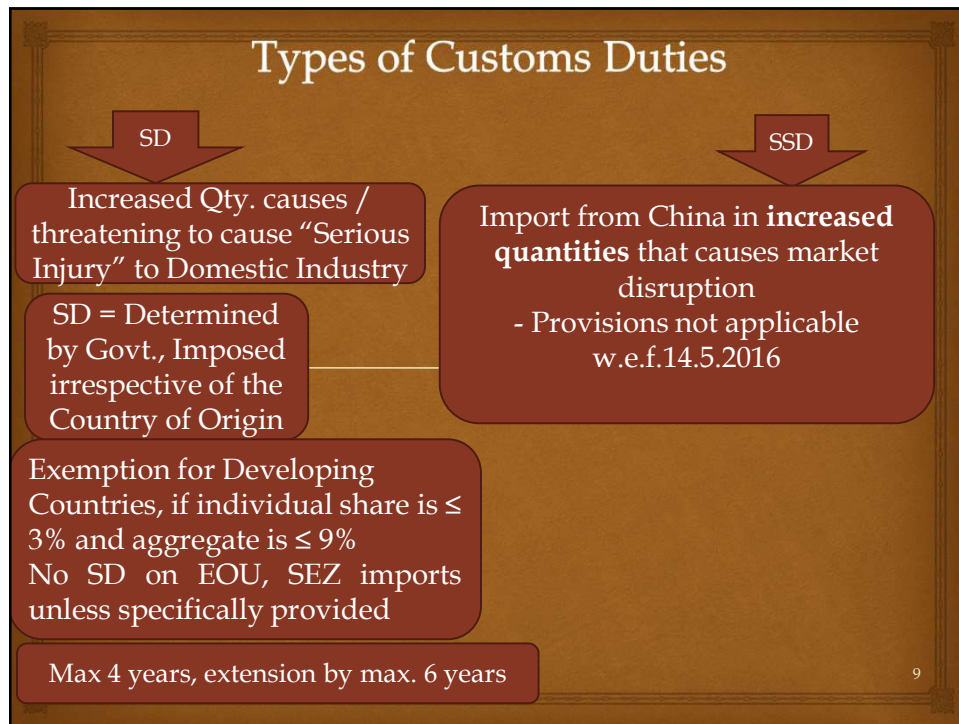 Types of Customs Duties
SD
Increased Qty. causes /
threatening to cause “Serious
Injury” to Domestic Industry
SD = Determined
by Govt., Imposed
irrespective of the
Country of Origin
Exemption for Developing
Countries, if individual share is ≤
3% and aggregate is ≤ 9%
No SD on EOU, SEZ imports
unless specifically provided
Max 4 years, extension by max. 6 years
SSD
Import from China in increased
quantities that causes market
disruption
- Provisions not applicable
w.e.f.14.5.2016
9